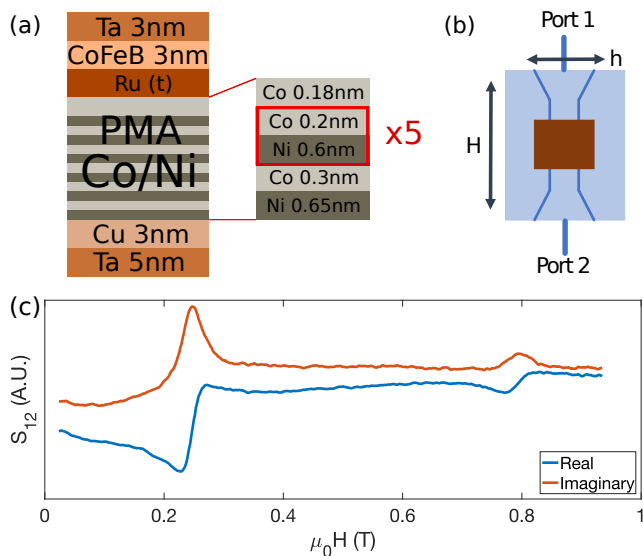 (a)
Ta 3nm
CoFeB 3nm
Ru (t)
PMA
Co/Ni
Cu 3nm
Ta 5nm
Co 0.18nm
Co 0.2nm
Ni 0.6nm
Co 0.3nm
Ni 0.65nm
x5
(b)
Port 1
h
H
Port 2
(c)
S12 (A.U.)
Real
Imaginary
0 0.2 0.4 0.6 0.8 1
μ0H (T)